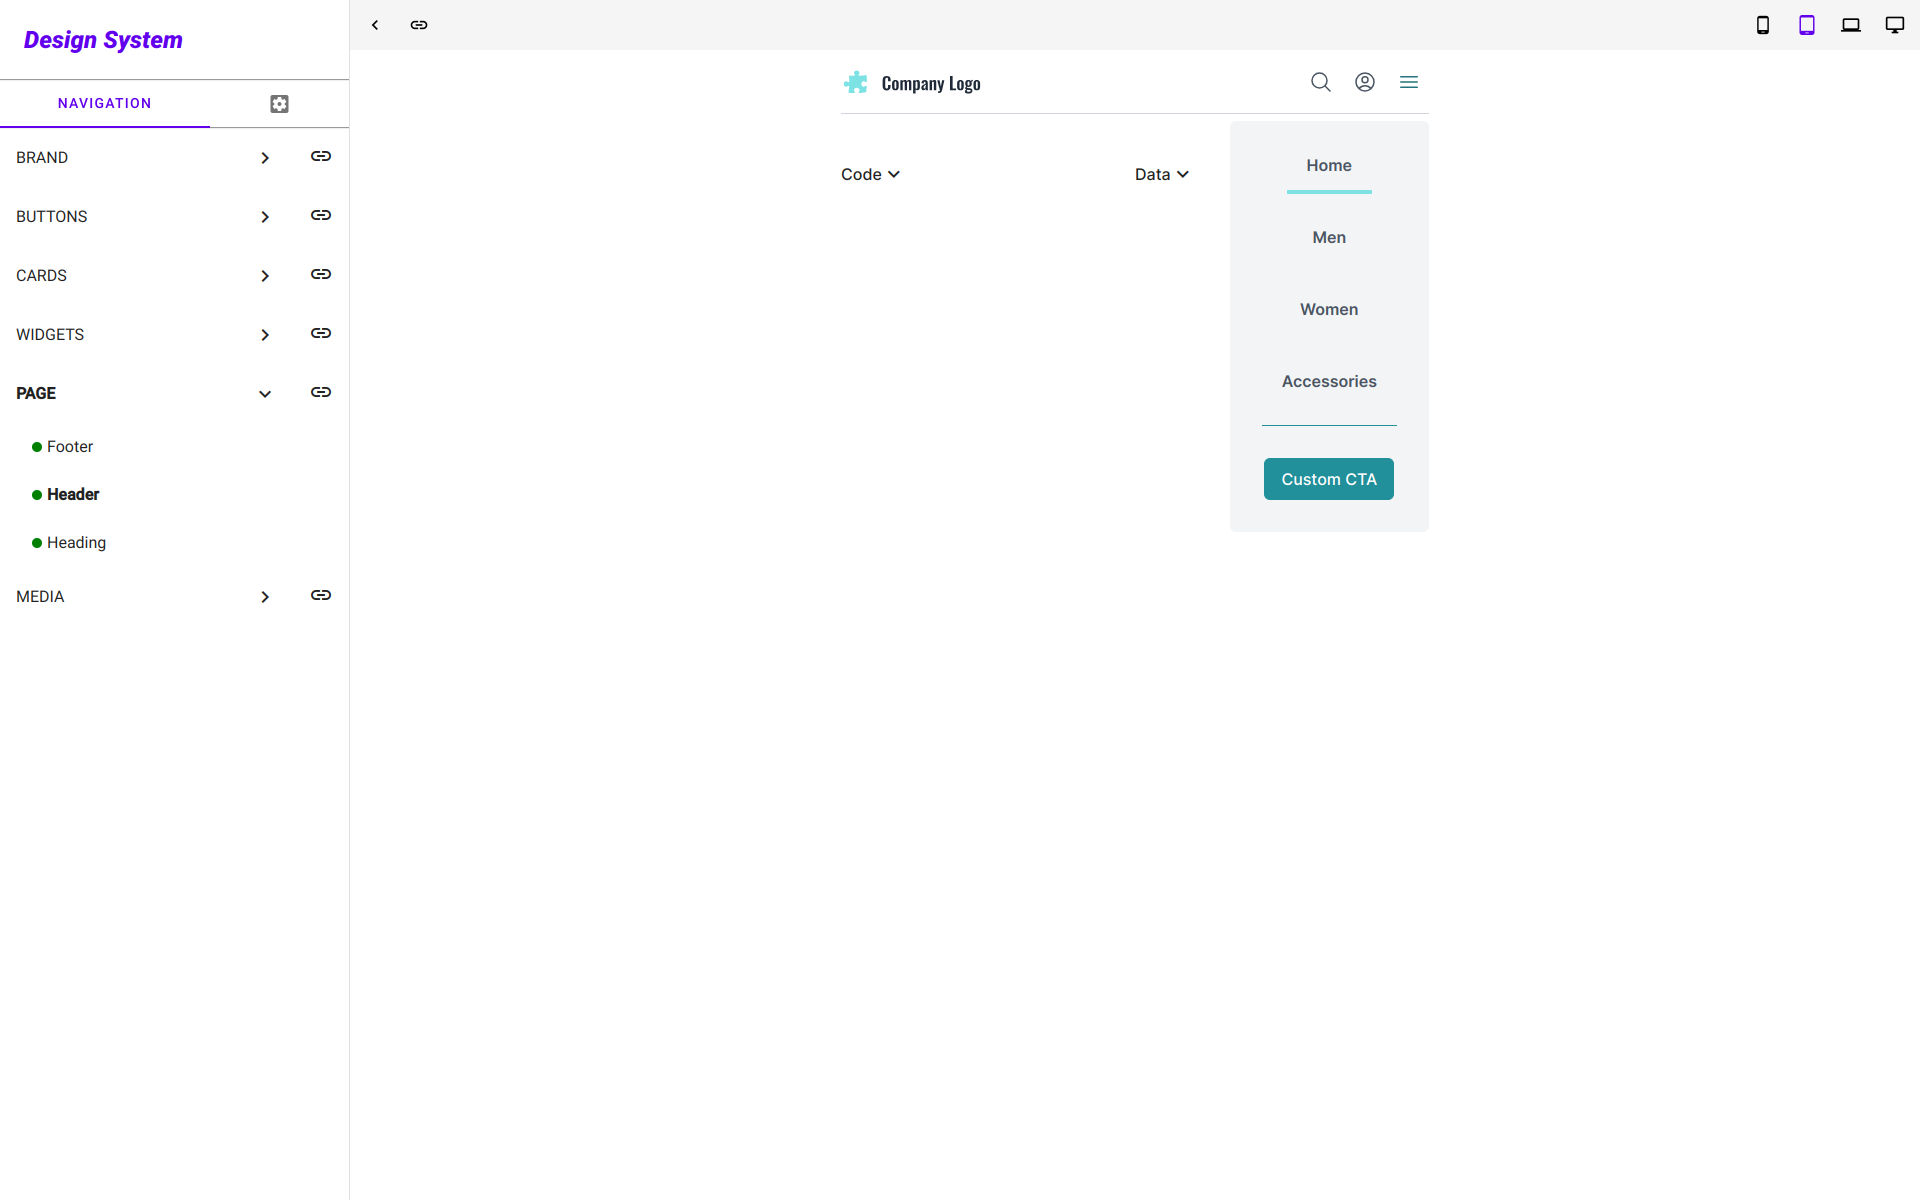 Design System
NAVIGATION
BRAND
BUTTONS
CARDS
WIDGETS
PAGE
Footer
Header
Heading
MEDIA
Company Logo
Code
Data
Home
Men
Women
Accessories
Custom CTA